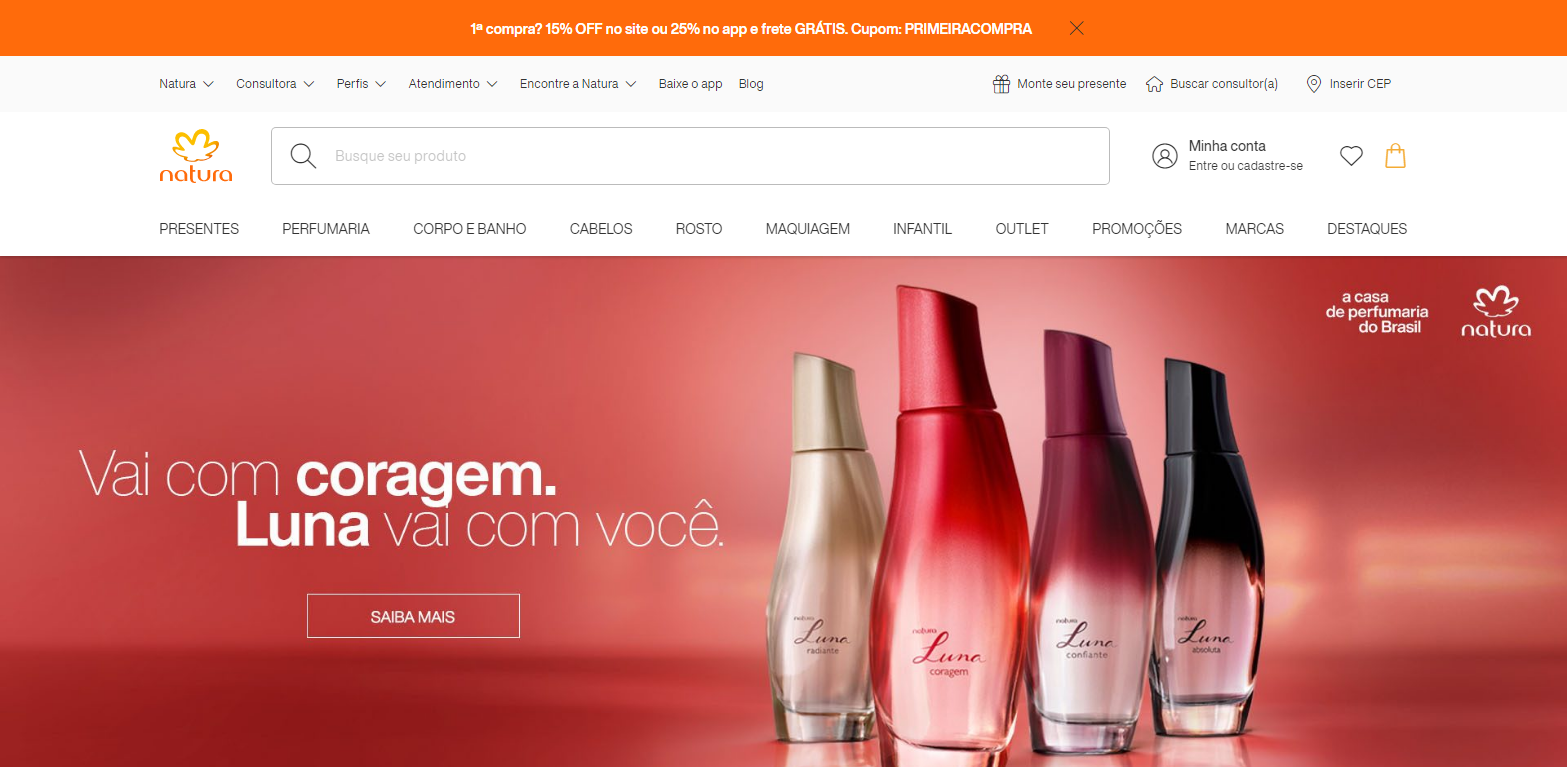 1ª compra? 15% OFF no site ou 25% no app e frete GRÁTIS. Cupom: PRIMEIRACOMPRA
Natura Consultora Perfis Atendimento Encontre a Natura Baixe o app Blog Monte seu presente Buscar consultor(a) Inserir CEP
natura
Busque seu produto
Minha conta
Entre ou cadastre-se
PRESENTES PERFUMARIA CORPO E BANHO CABELOS ROSTO MAQUIAGEM INFANTIL OUTLET PROMOÇÕES MARCAS DESTAQUES
a casa
de perfumaria
do Brasil
natura
Vai com coragem.
Luna vai com você.
SAIBA MAIS
natura
Luna
radiante
natura
Luna
coragem
natura
Luna
confiante
natura
Luna
absoluta